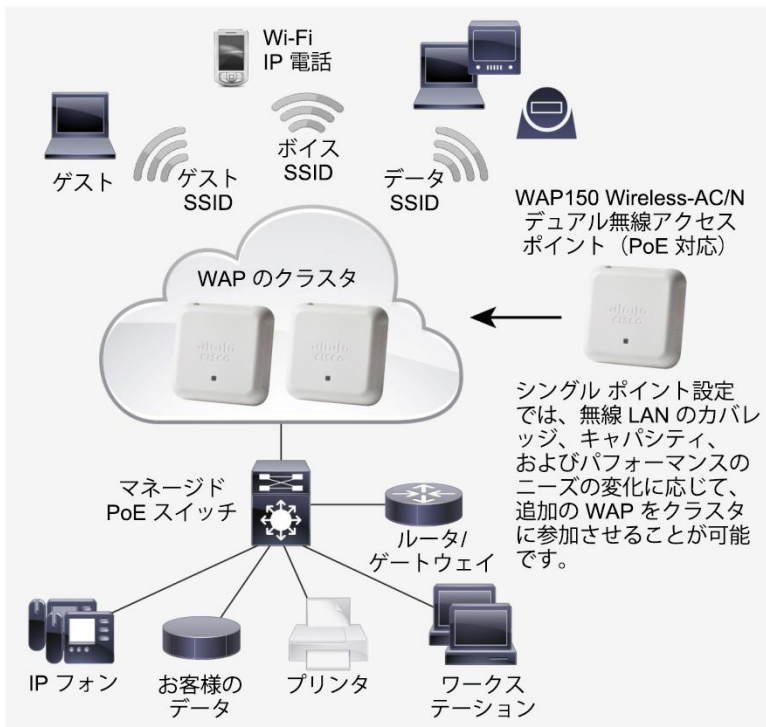 Wi-Fi
IP 電話
ゲスト
ゲスト
SSID
ボイス
SSID
データ
SSID
WAP150 Wireless-AC/N
デュアル無線アクセス
ポイント（PoE 対応）
WAP のクラスタ
CISCO
CISCO
CISCO
シングル ポイント設定
では、無線 LAN のカバレ
ッジ、キャパシティ、
およびパフォーマンスの
ニーズの変化に応じて、
追加の WAP をクラスタ
に参加させることが可能
です。
マネージド
PoE スイッチ
ルータ/
ゲートウェイ
IP フォン
お客様の
データ
プリンタ
ワークス
テーション